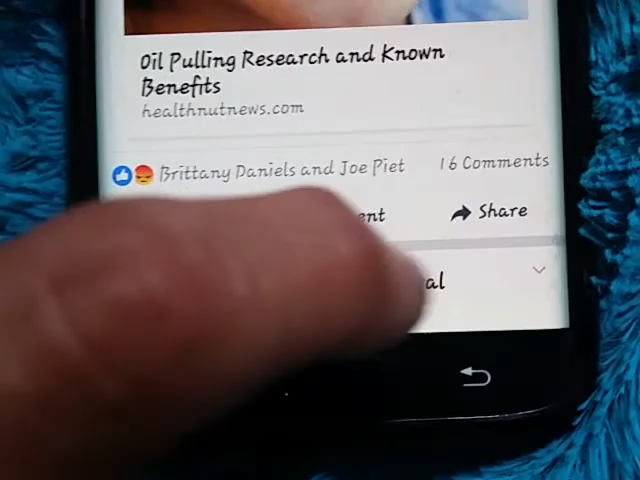 Oil Pulling Research and Known
Benefits
healthnutnews.com
Brittany Daniels and Joe Piet
16 Comments
Share